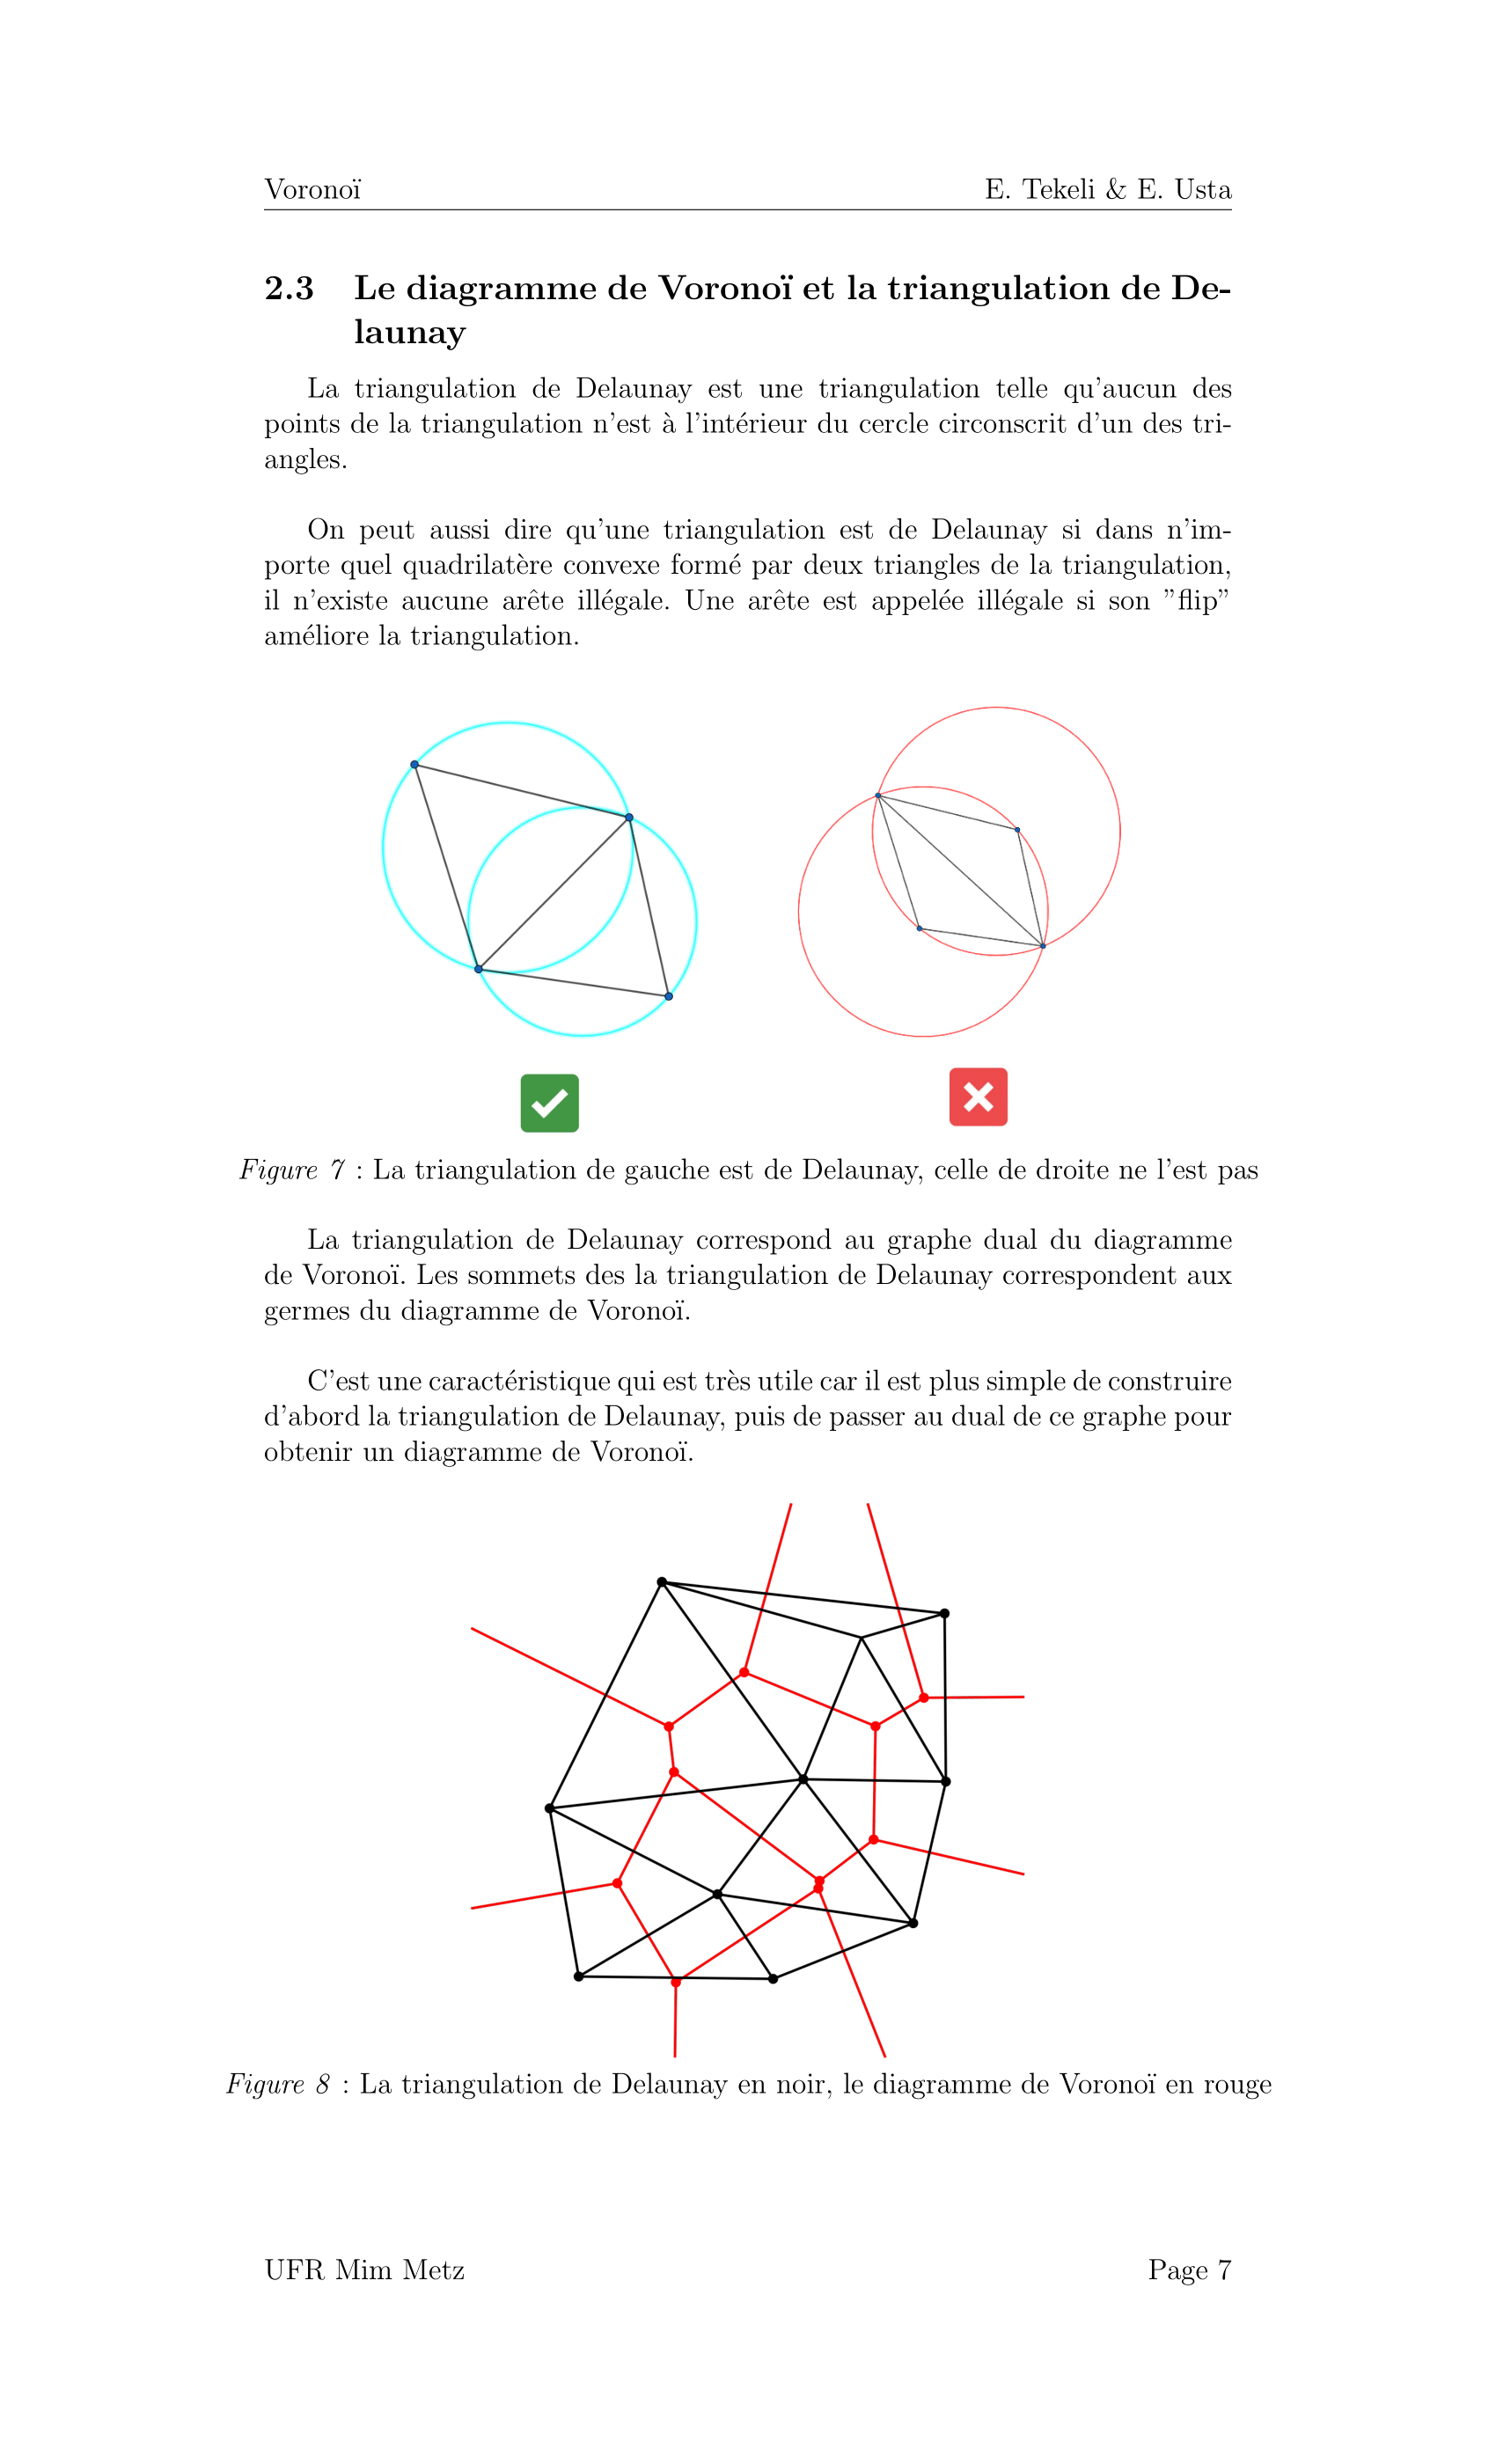 Voronoï E. Tekeli & E. Usta
2.3 Le diagramme de Voronoï et la triangulation de De-
launay
La triangulation de Delaunay est une triangulation telle qu'aucun des
points de la triangulation n'est à l'intérieur du cercle circonscrit d'un des tri-
angles.
On peut aussi dire qu'une triangulation est de Delaunay si dans n'im-
porte quel quadrilatère convexe formé par deux triangles de la triangulation,
il n'existe aucune arête illégale. Une arête est appelée illégale si son "flip"
améliore la triangulation.
Figure 7 : La triangulation de gauche est de Delaunay, celle de droite ne l'est pas
La triangulation de Delaunay correspond au graphe dual du diagramme
de Voronoï. Les sommets des la triangulation de Delaunay correspondent aux
germes du diagramme de Voronoï.
C'est une caractéristique qui est très utile car il est plus simple de construire
d'abord la triangulation de Delaunay, puis de passer au dual de ce graphe pour
obtenir un diagramme de Voronoï.
Figure 8 : La triangulation de Delaunay en noir, le diagramme de Voronoï en rouge
UFR Mim Metz Page 7